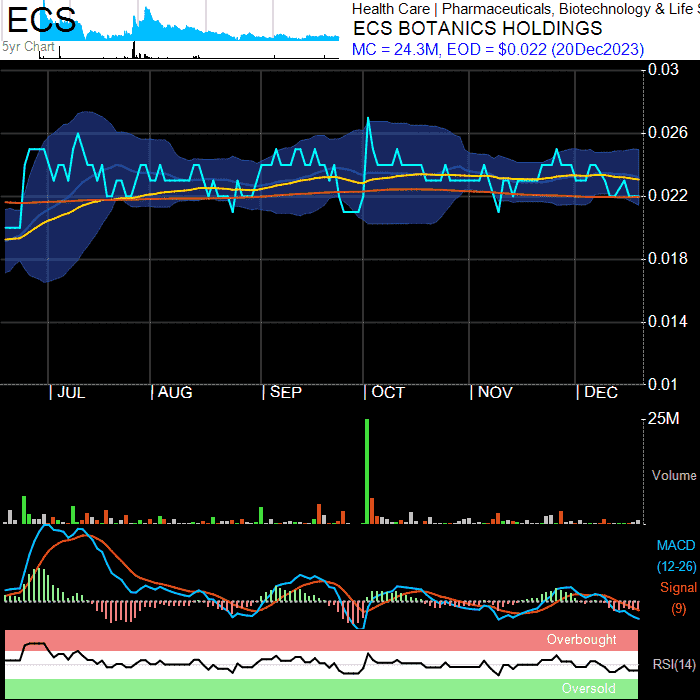 ECS
5yr Chart
Health Care | Pharmaceuticals, Biotechnology & Life S
ECS BOTANICS HOLDINGS
MC = 24.3M, EOD = $0.022 (20Dec2023)
0.03
0.026
0.022
0.018
0.014
0.01
| JUL | AUG | SEP | OCT | NOV | DEC
25M
Volume
MACD
(12-26)
Signal
(9)
Overbought
RSI(14)
Oversold